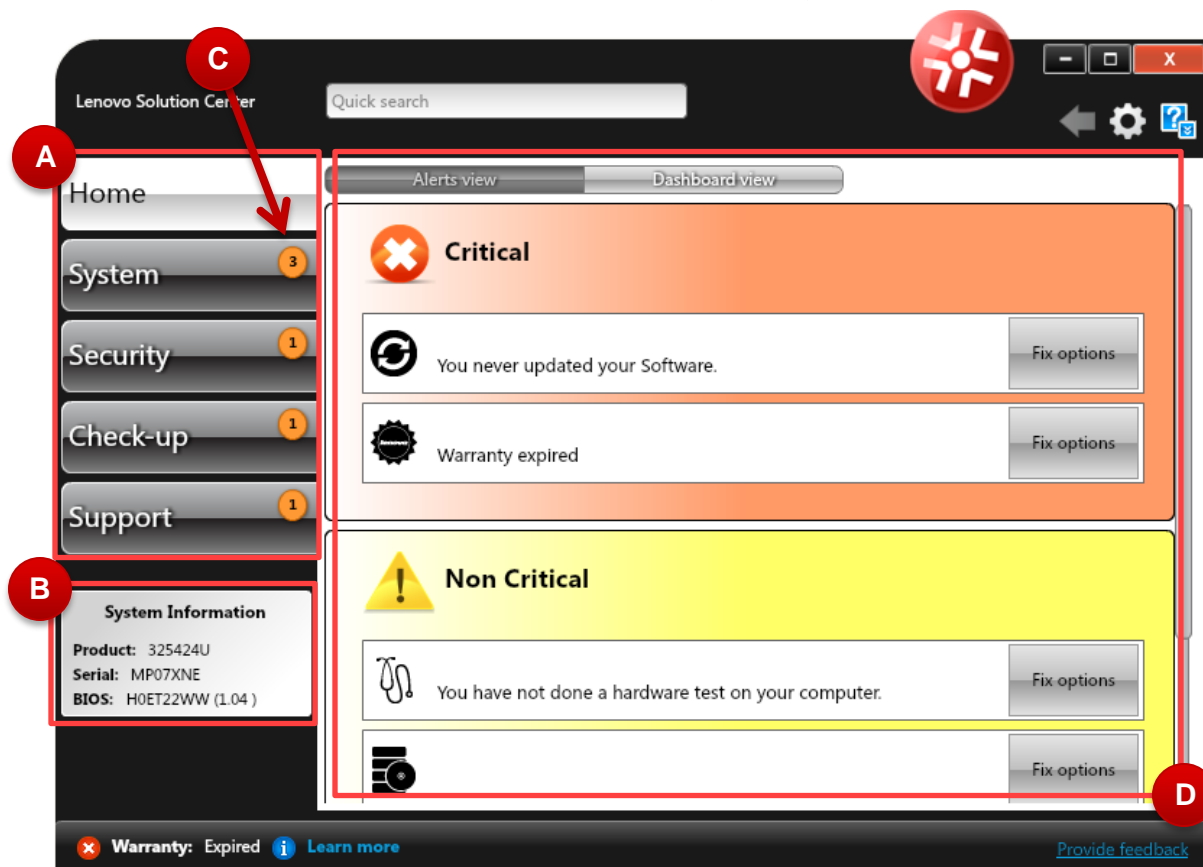 C
Lenovo Solution Center
Quick search
X
?
A
Home
Alerts view
Dashboard view
System
3
Critical
Security
1
You never updated your Software.
Fix options
Check-up
1
Warranty expired
Fix options
Support
1
Non Critical
B
System Information
Product: 325424U
Serial: MP07XNE
BIOS: H0ET22WW (1.04 )
You have not done a hardware test on your computer.
Fix options
Fix options
D
Warranty: Expired i Learn more
Provide feedback